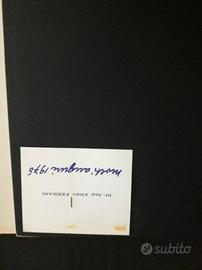 molti auguri 1976
Dr. Ing. ENZO FERRARI
subito